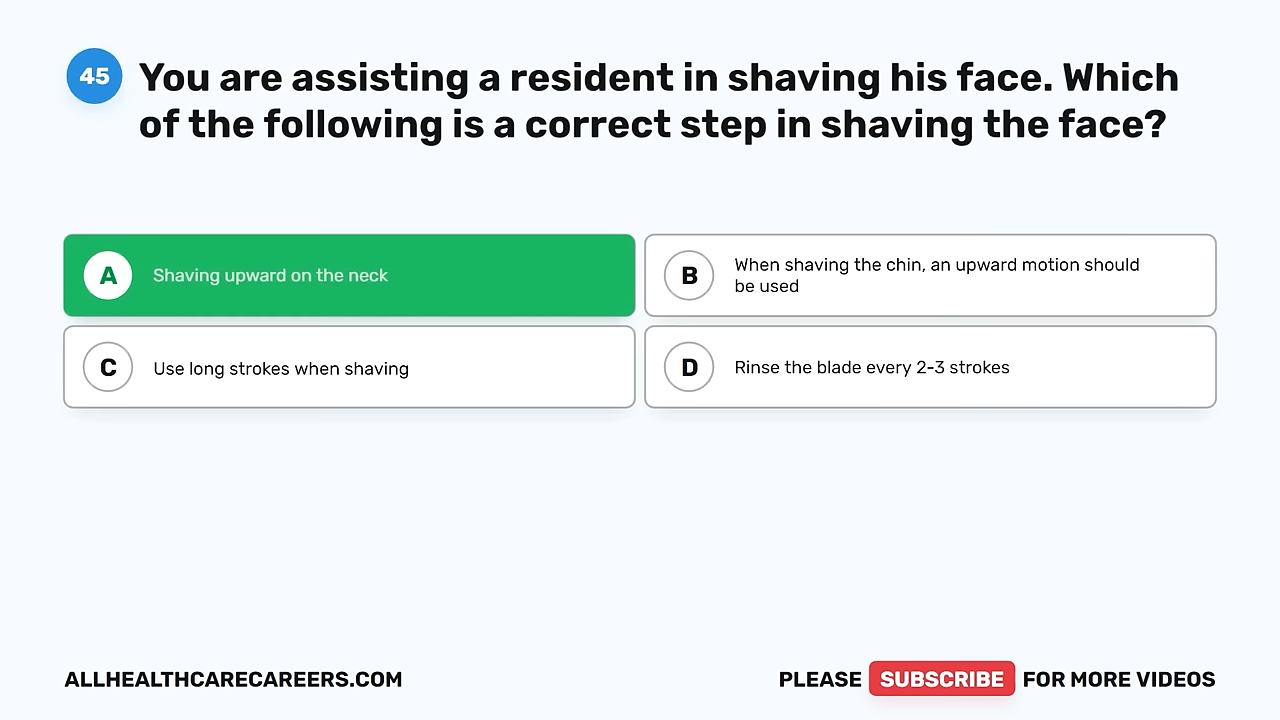 45
You are assisting a resident in shaving his face. Which
of the following is a correct step in shaving the face?
A
Shaving upward on the neck
B
When shaving the chin, an upward motion should
be used
C
Use long strokes when shaving
D
Rinse the blade every 2-3 strokes
ALLHEALTHCARECAREERS.COM
PLEASE SUBSCRIBE FOR MORE VIDEOS